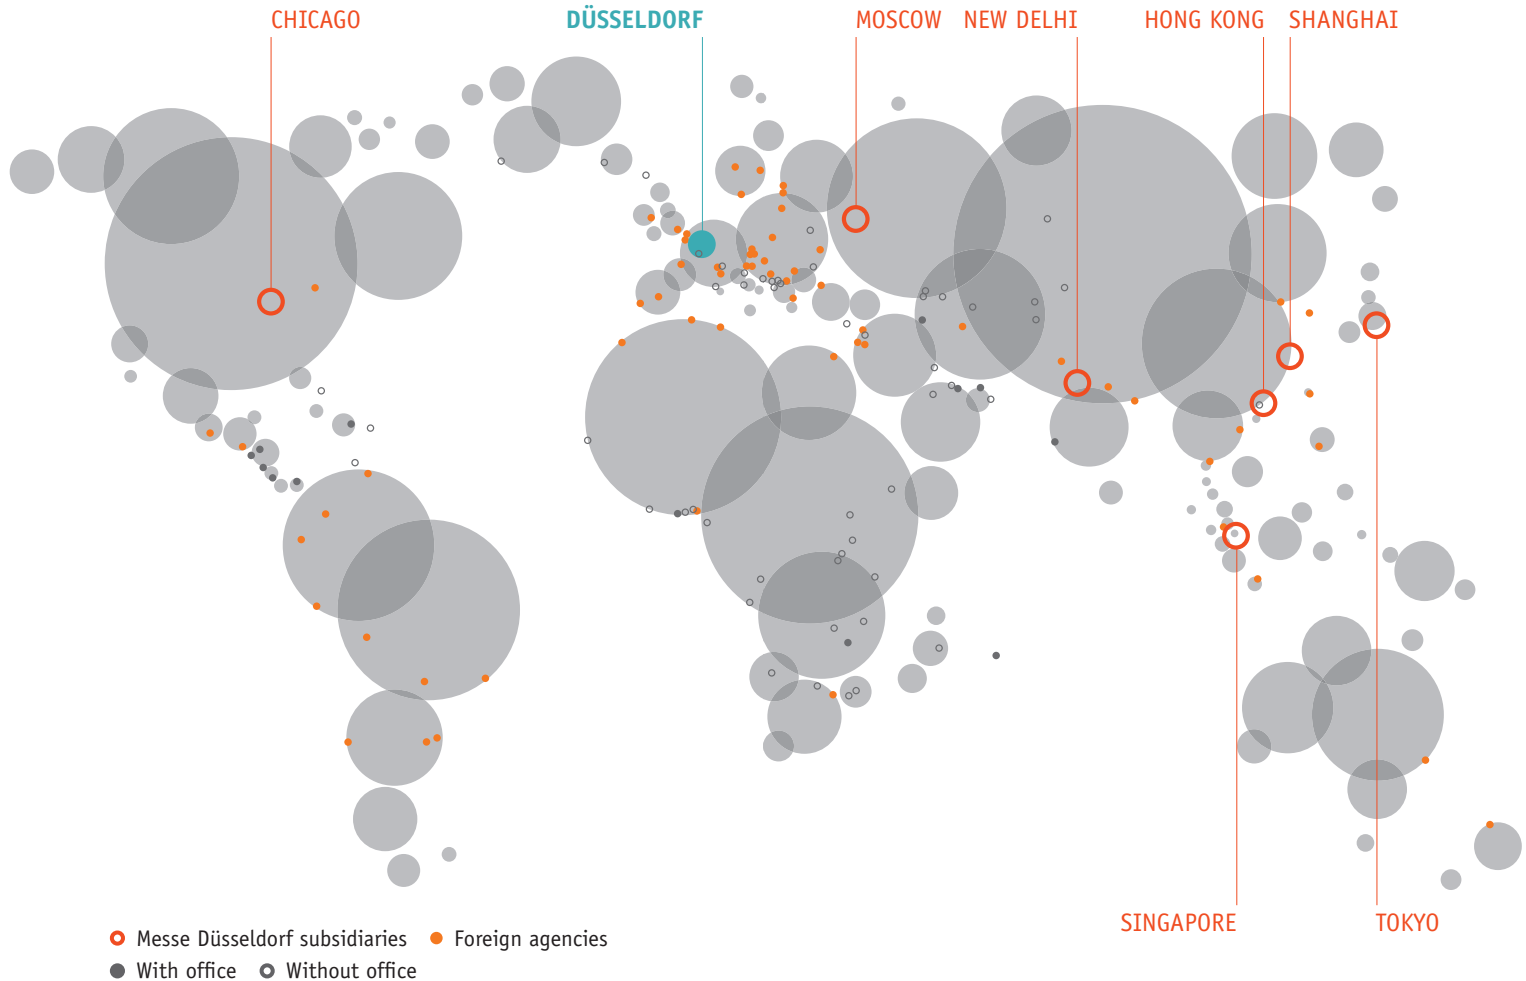 CHICAGO
DÜSSELDORF
MOSCOW
NEW DELHI
HONG KONG
SHANGHAI
SINGAPORE
TOKYO
Messe Düsseldorf subsidiaries
Foreign agencies
With office
Without office